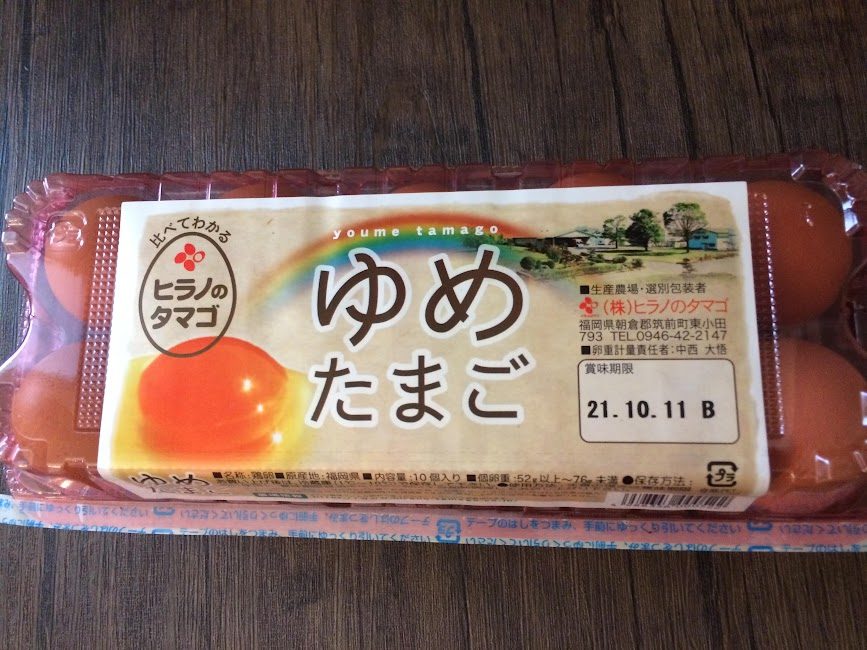 比べてわかる
ヒラノの
タマゴ
youme tamago
ゆめ
たまご
■生産農場・選別包装者
(株)ヒラノのタマゴ
福岡県朝倉郡筑前町東小田
793 TEL.0946-42-2147
■卵重計量責任者:中西 大悟
賞味期限
21.10.11 B
ゆめ
■名称:鶏卵■原産地:福岡県■内容量:10個入り■個卵重:52g以上~76g未満●保存方法:
プラ
テープのはしをつまみ、手前にゆっくり引いてください